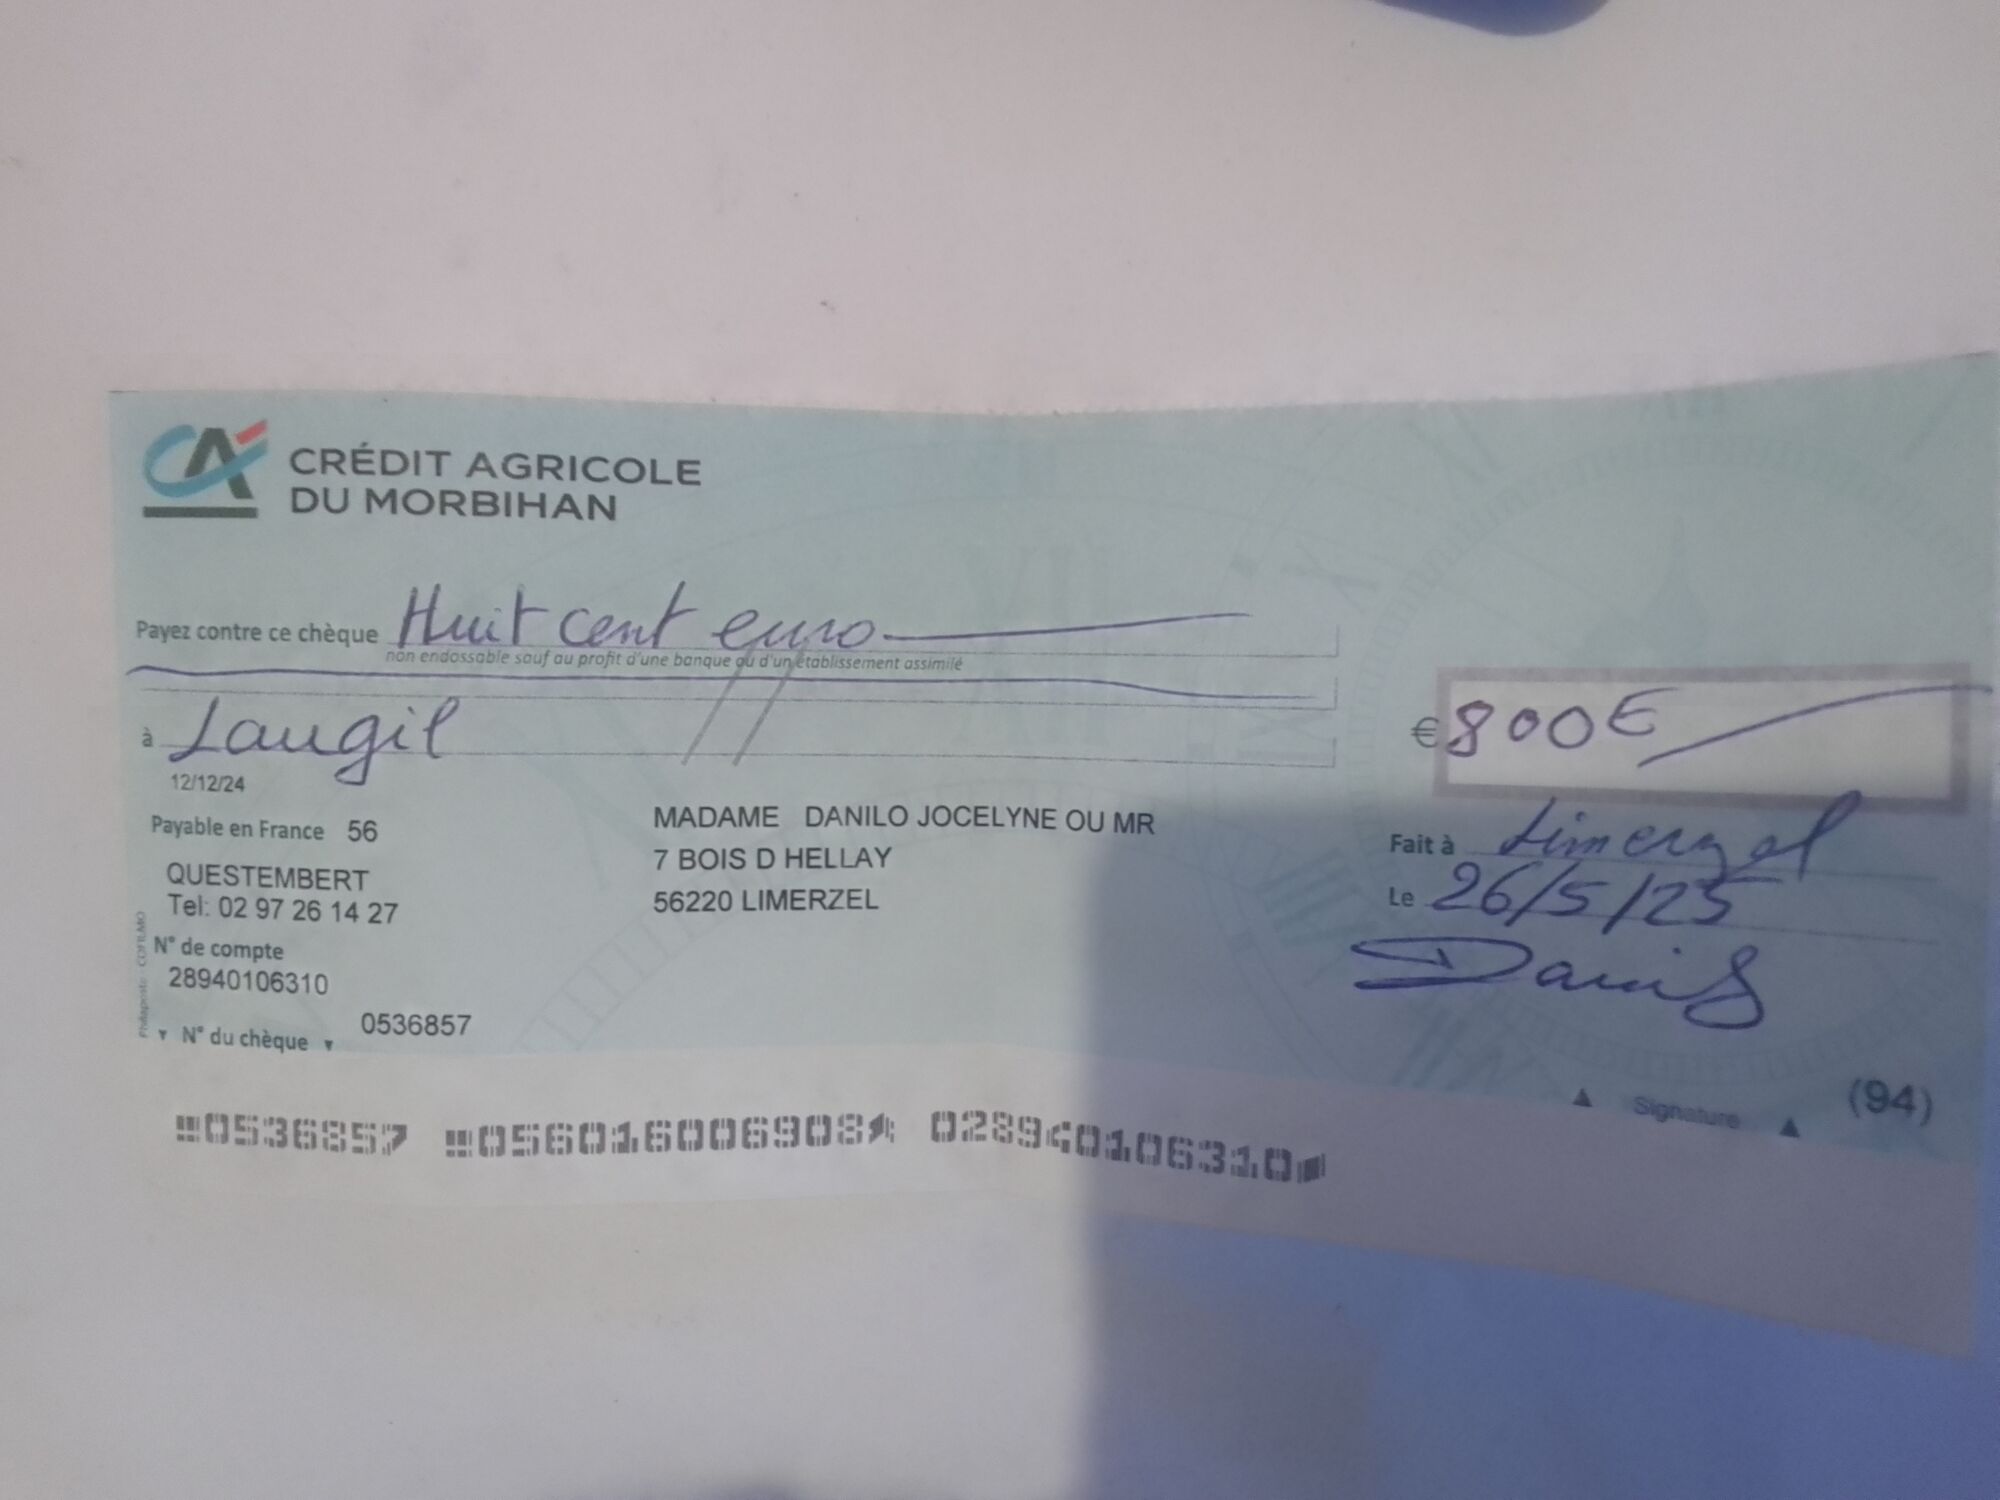 CRÉDIT AGRICOLE
DU MORBIHAN
Payez contre ce chèque Huit cent euro
non endossable sauf au profit d'une banque ou d'un établissement assimilé
à Laugil
€ 800€
12/12/24
Payable en France 56
QUESTEMBERT
Tel: 02 97 26 14 27
N° de compte
28940106310
N° du chèque 0536857
MADAME DANILO JOCELYNE OU MR
7 BOIS D HELLAY
56220 LIMERZEL
Fait à Limerzel
Le 26/5/25
Signature
(94)
0536857 056016006908 028940106310